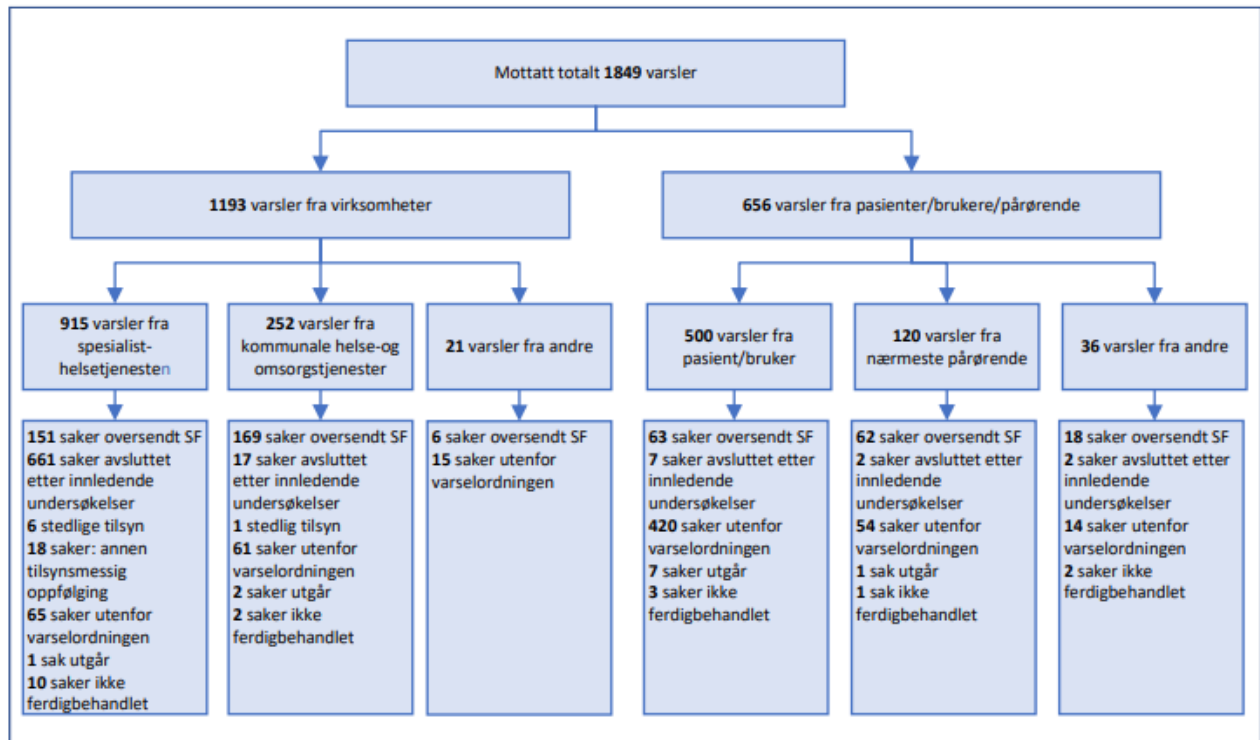 Mottatt totalt 1849 varsler
1193 varsler fra virksomheter
656 varsler fra pasienter/brukere/pårørende
915 varsler fra
spesialist-
helsetjenesten
252 varsler fra
kommunale helse-og
omsorgstjenester
21 varsler fra andre
500 varsler fra
pasient/bruker
120 varsler fra
nærmeste pårørende
36 varsler fra andre
151 saker oversendt SF
661 saker avsluttet
etter innledende
undersøkelser
6 stedlige tilsyn
18 saker: annen
tilsynsmessig
oppfølging
65 saker utenfor
varselordningen
1 sak utgår
10 saker ikke
ferdigbehandlet
169 saker oversendt SF
17 saker avsluttet
etter innledende
undersøkelser
1 stedlig tilsyn
61 saker utenfor
varselordningen
2 saker utgår
2 saker ikke
ferdigbehandlet
6 saker oversendt SF
15 saker utenfor
varselordningen
63 saker oversendt SF
7 saker avsluttet etter
innledende
undersøkelser
420 saker utenfor
varselordningen
7 saker utgår
3 saker ikke
ferdigbehandlet
62 saker oversendt SF
2 saker avsluttet etter
innledende
undersøkelser
54 saker utenfor
varselordningen
1 sak utgår
1 sak ikke
ferdigbehandlet
18 saker oversendt SF
2 saker avsluttet etter
innledende
undersøkelser
14 saker utenfor
varselordningen
2 saker ikke
ferdigbehandlet